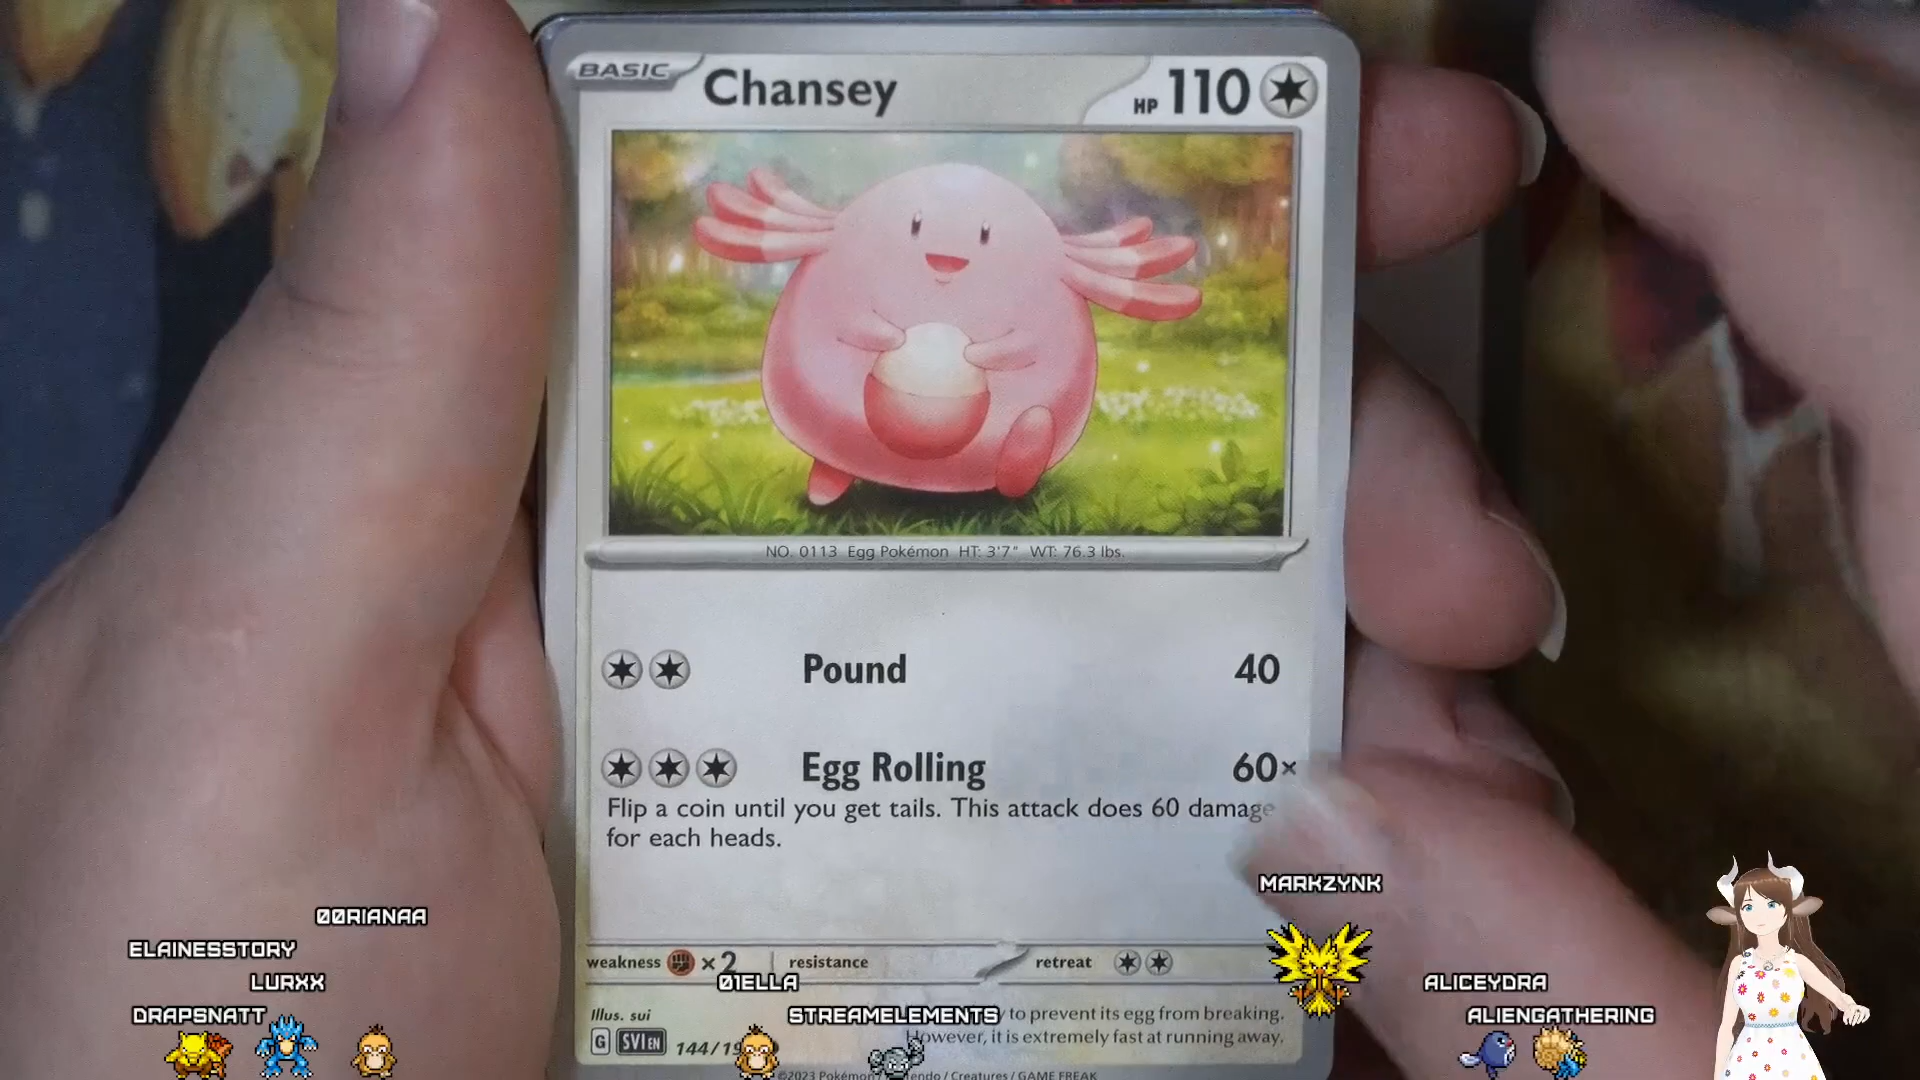 BASIC
Chansey
HP 110
NO. 0113 Egg Pokémon HT: 3'7" WT: 76.3 lbs.
Pound 40
Egg Rolling 60×
Flip a coin until you get tails. This attack does 60 damage
for each heads.
weakness ×2 resistance retreat
Illus. sui
to prevent its egg from breaking.
However, it is extremely fast at running away.
G SVI EN 144/19
©2023 Pokémon / Creatures / GAME FREAK
MARKZYNK
00RIANAA
ELAINESSTORY
LURXX
01ELLA
ALICEYDRA
DRAPSNATT
STREAMELEMENTS
ALIENGATHERING